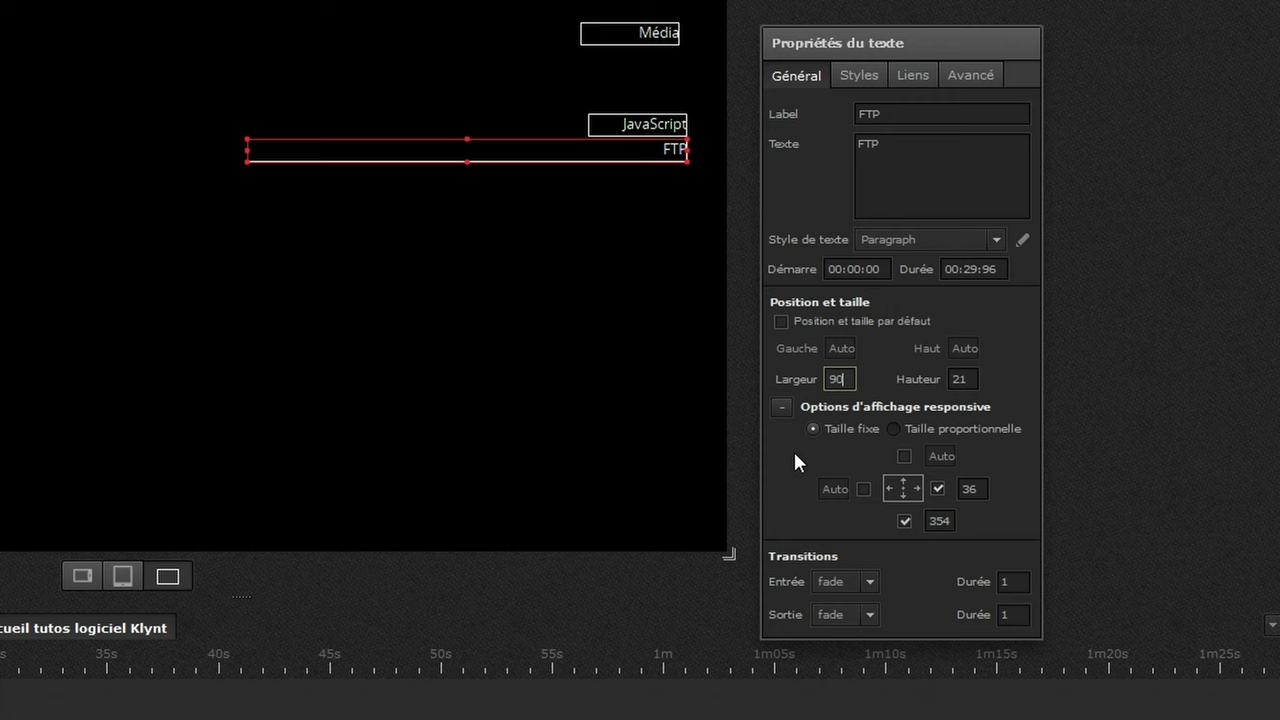 Média
JavaScript
FTP
Propriétés du texte
Général Styles Liens Avancé
Label FTP
Texte FTP
Style de texte Paragraph
Démarre 00:00:00 Durée 00:29:96
Position et taille
Position et taille par défaut
Gauche Auto Haut Auto
Largeur 90 Hauteur 21
- Options d'affichage responsive
Taille fixe Taille proportionnelle
Auto
Auto 36
354
Transitions
Entrée fade Durée 1
Sortie fade Durée 1
cueil tutos logiciel Klynt
s 35s 40s 45s 50s 55s 1m 1m05s 1m10s 1m15s 1m20s 1m25s